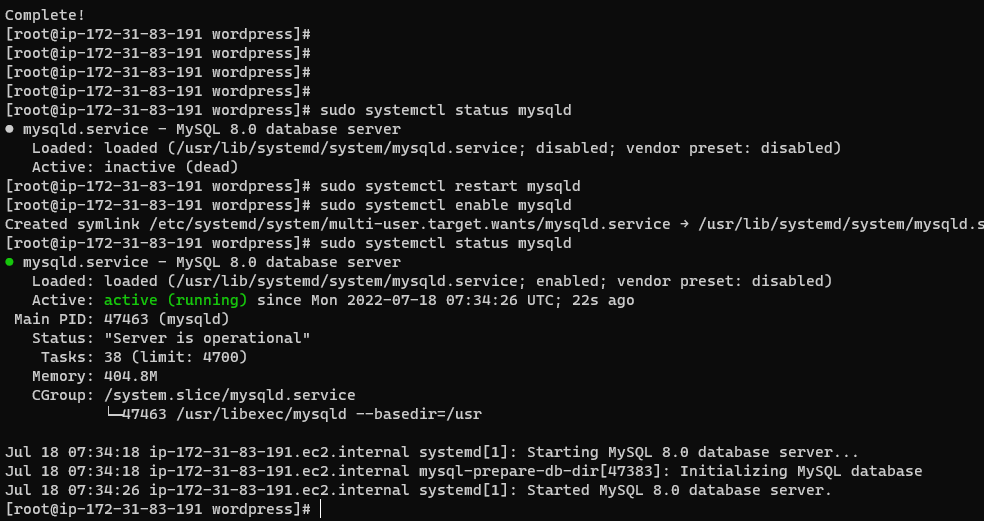 Complete!
[root@ip-172-31-83-191 wordpress]#
[root@ip-172-31-83-191 wordpress]#
[root@ip-172-31-83-191 wordpress]#
[root@ip-172-31-83-191 wordpress]#
[root@ip-172-31-83-191 wordpress]# sudo systemctl status mysqld
● mysqld.service - MySQL 8.0 database server
   Loaded: loaded (/usr/lib/systemd/system/mysqld.service; disabled; vendor preset: disabled)
   Active: inactive (dead)
[root@ip-172-31-83-191 wordpress]# sudo systemctl restart mysqld
[root@ip-172-31-83-191 wordpress]# sudo systemctl enable mysqld
Created symlink /etc/systemd/system/multi-user.target.wants/mysqld.service → /usr/lib/systemd/system/mysqld.s
[root@ip-172-31-83-191 wordpress]# sudo systemctl status mysqld
● mysqld.service - MySQL 8.0 database server
   Loaded: loaded (/usr/lib/systemd/system/mysqld.service; enabled; vendor preset: disabled)
   Active: active (running) since Mon 2022-07-18 07:34:26 UTC; 22s ago
 Main PID: 47463 (mysqld)
   Status: "Server is operational"
    Tasks: 38 (limit: 4700)
   Memory: 404.8M
   CGroup: /system.slice/mysqld.service
           └─47463 /usr/libexec/mysqld --basedir=/usr
Jul 18 07:34:18 ip-172-31-83-191.ec2.internal systemd[1]: Starting MySQL 8.0 database server...
Jul 18 07:34:18 ip-172-31-83-191.ec2.internal mysql-prepare-db-dir[47383]: Initializing MySQL database
Jul 18 07:34:26 ip-172-31-83-191.ec2.internal systemd[1]: Started MySQL 8.0 database server.
[root@ip-172-31-83-191 wordpress]#